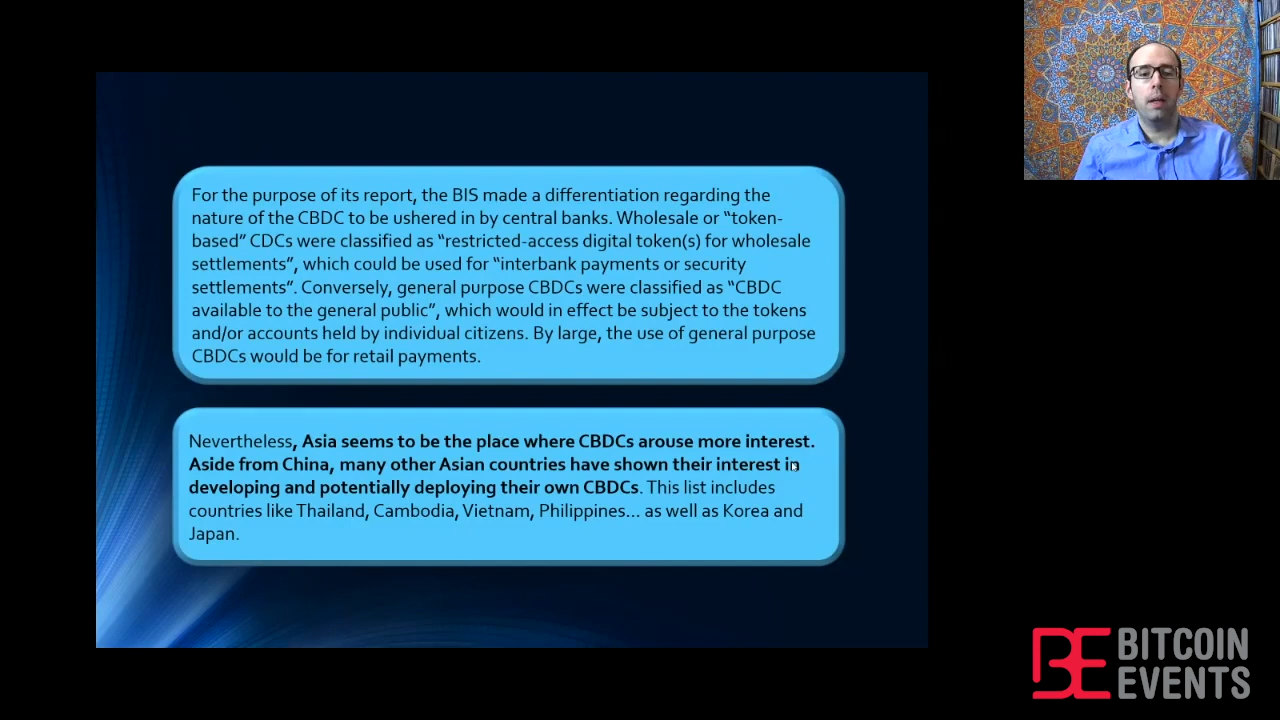 For the purpose of its report, the BIS made a differentiation regarding the
nature of the CBDC to be ushered in by central banks. Wholesale or “token-
based” CDCs were classified as “restricted-access digital token(s) for wholesale
settlements”, which could be used for “interbank payments or security
settlements”. Conversely, general purpose CBDCs were classified as “CBDC
available to the general public”, which would in effect be subject to the tokens
and/or accounts held by individual citizens. By large, the use of general purpose
CBDCs would be for retail payments.
Nevertheless, Asia seems to be the place where CBDCs arouse more interest.
Aside from China, many other Asian countries have shown their interest in
developing and potentially deploying their own CBDCs. This list includes
countries like Thailand, Cambodia, Vietnam, Philippines... as well as Korea and
Japan.
BE BITCOIN
EVENTS